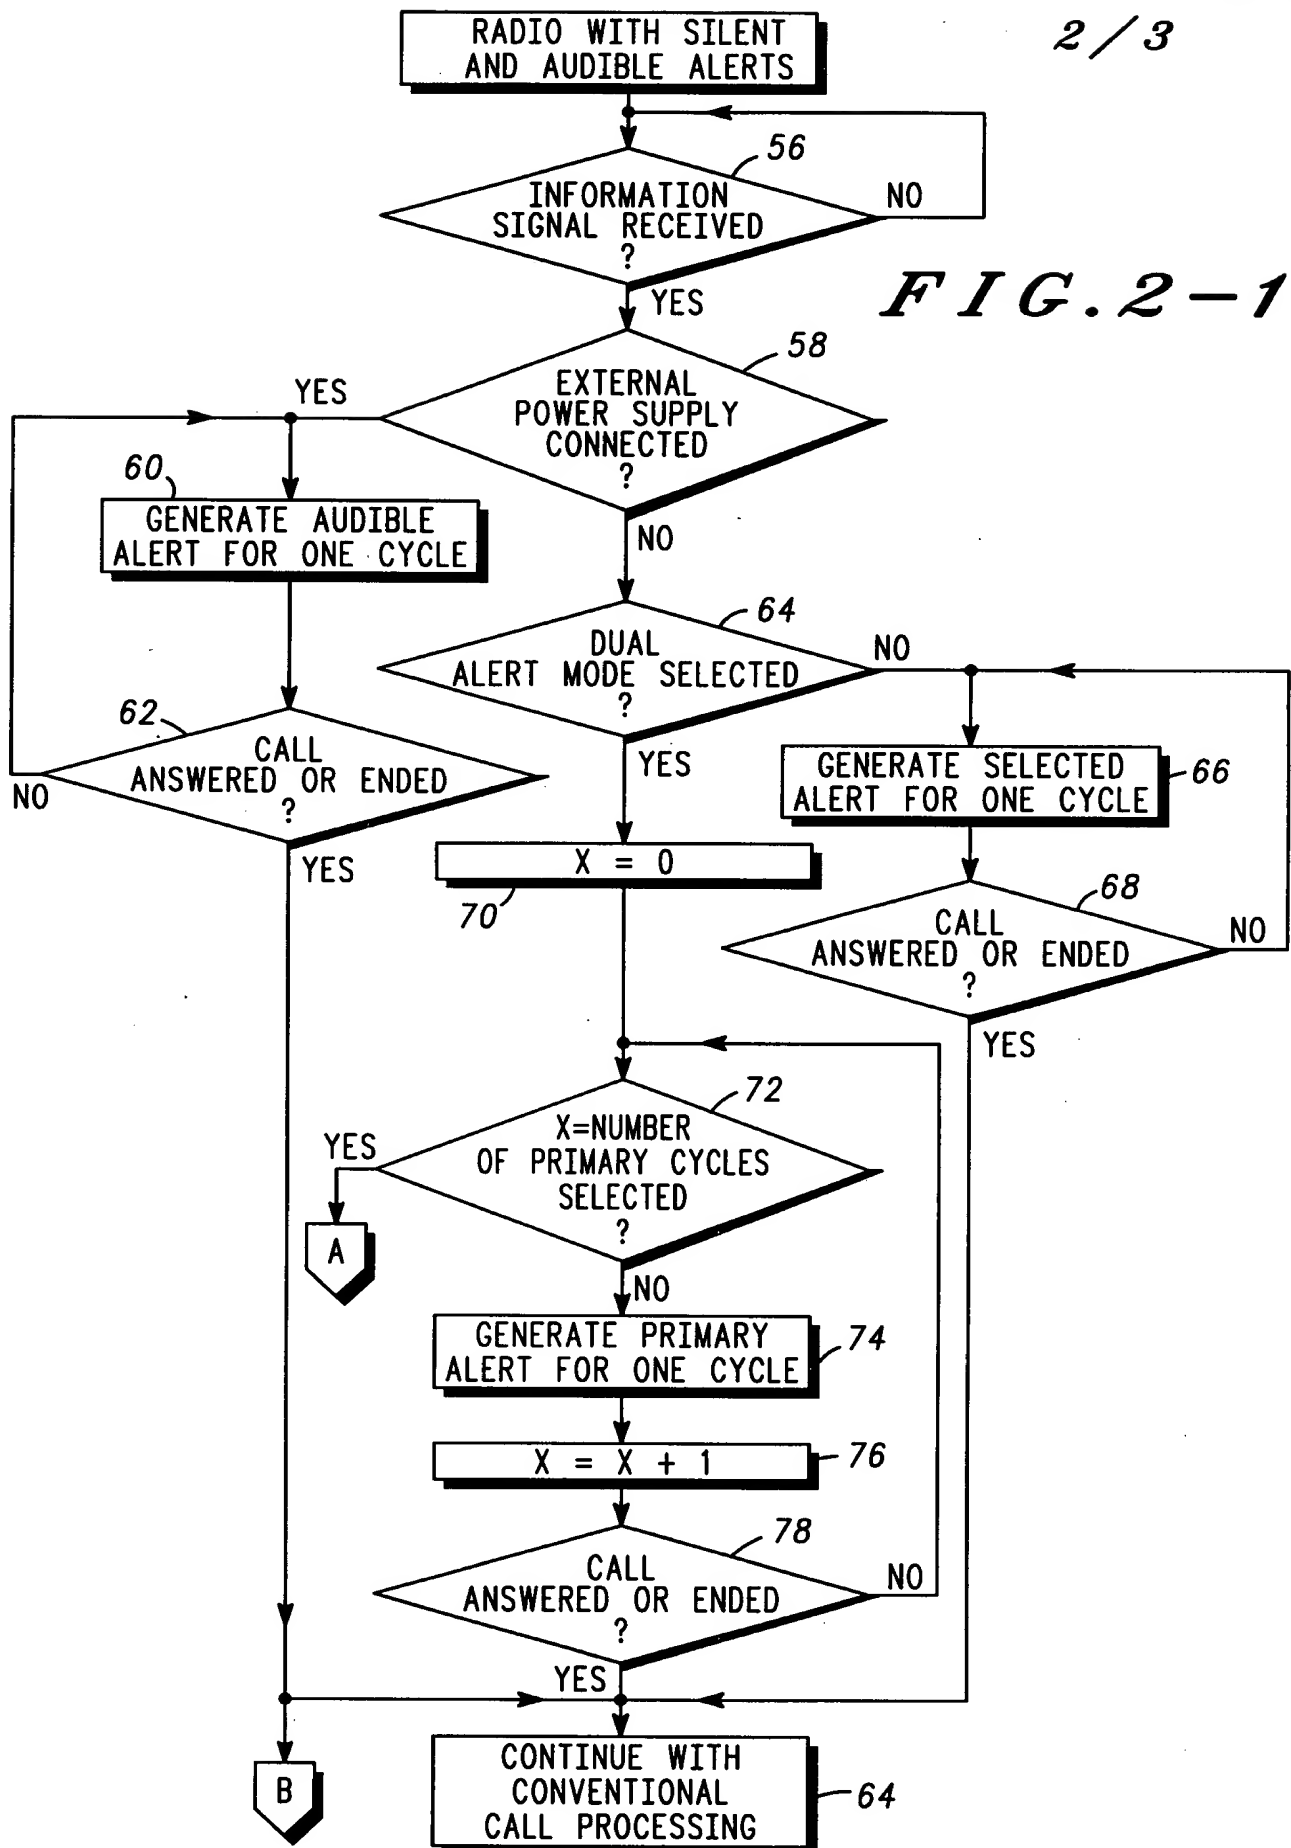 RADIO WITH SILENT
AND AUDIBLE ALERTS
2/3
56
INFORMATION
SIGNAL RECEIVED
?
NO
YES
FIG.2-1
58
EXTERNAL
POWER SUPPLY
CONNECTED
?
YES
NO
60
GENERATE AUDIBLE
ALERT FOR ONE CYCLE
64
DUAL
ALERT MODE SELECTED
?
NO
YES
62
CALL
ANSWERED OR ENDED
?
NO
YES
GENERATE SELECTED
ALERT FOR ONE CYCLE
66
X = 0
70
68
CALL
ANSWERED OR ENDED
?
NO
YES
72
X=NUMBER
OF PRIMARY CYCLES
SELECTED
?
YES
A
NO
GENERATE PRIMARY
ALERT FOR ONE CYCLE
74
X = X + 1
76
78
CALL
ANSWERED OR ENDED
?
NO
YES
B
CONTINUE WITH
CONVENTIONAL
CALL PROCESSING
64